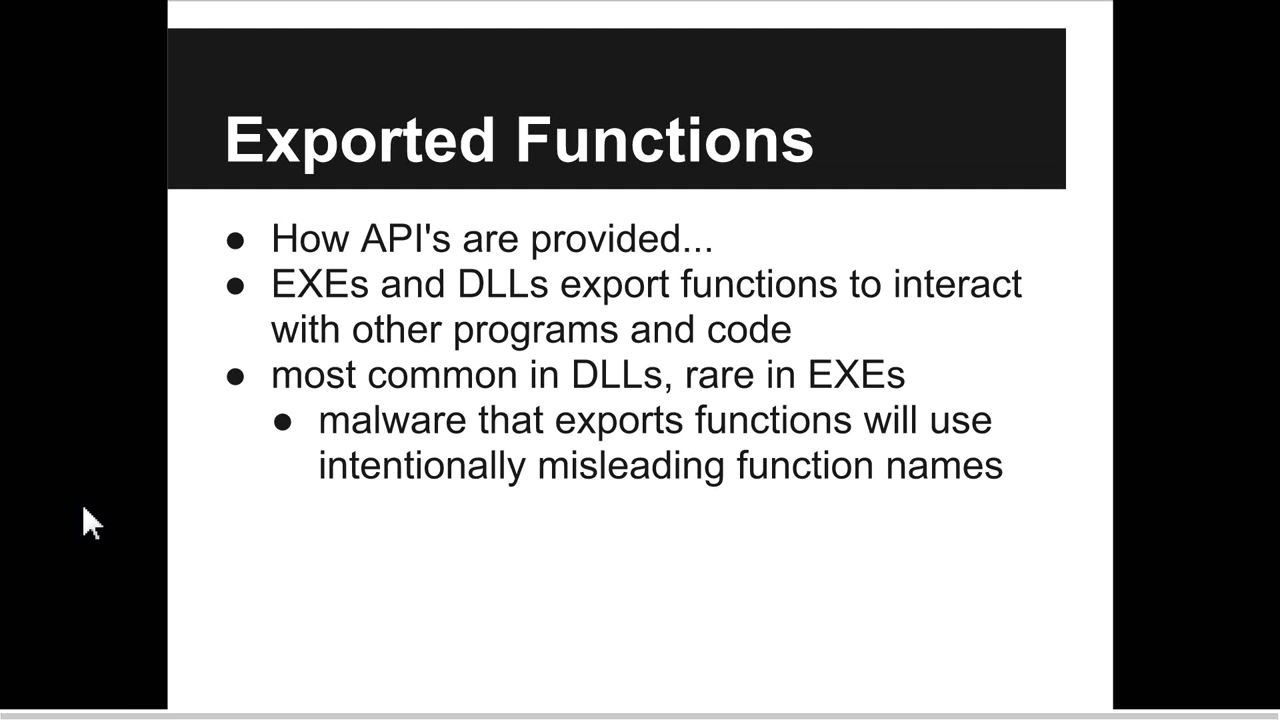 Exported Functions
● How API's are provided...
● EXEs and DLLs export functions to interact
with other programs and code
● most common in DLLs, rare in EXEs
● malware that exports functions will use
intentionally misleading function names